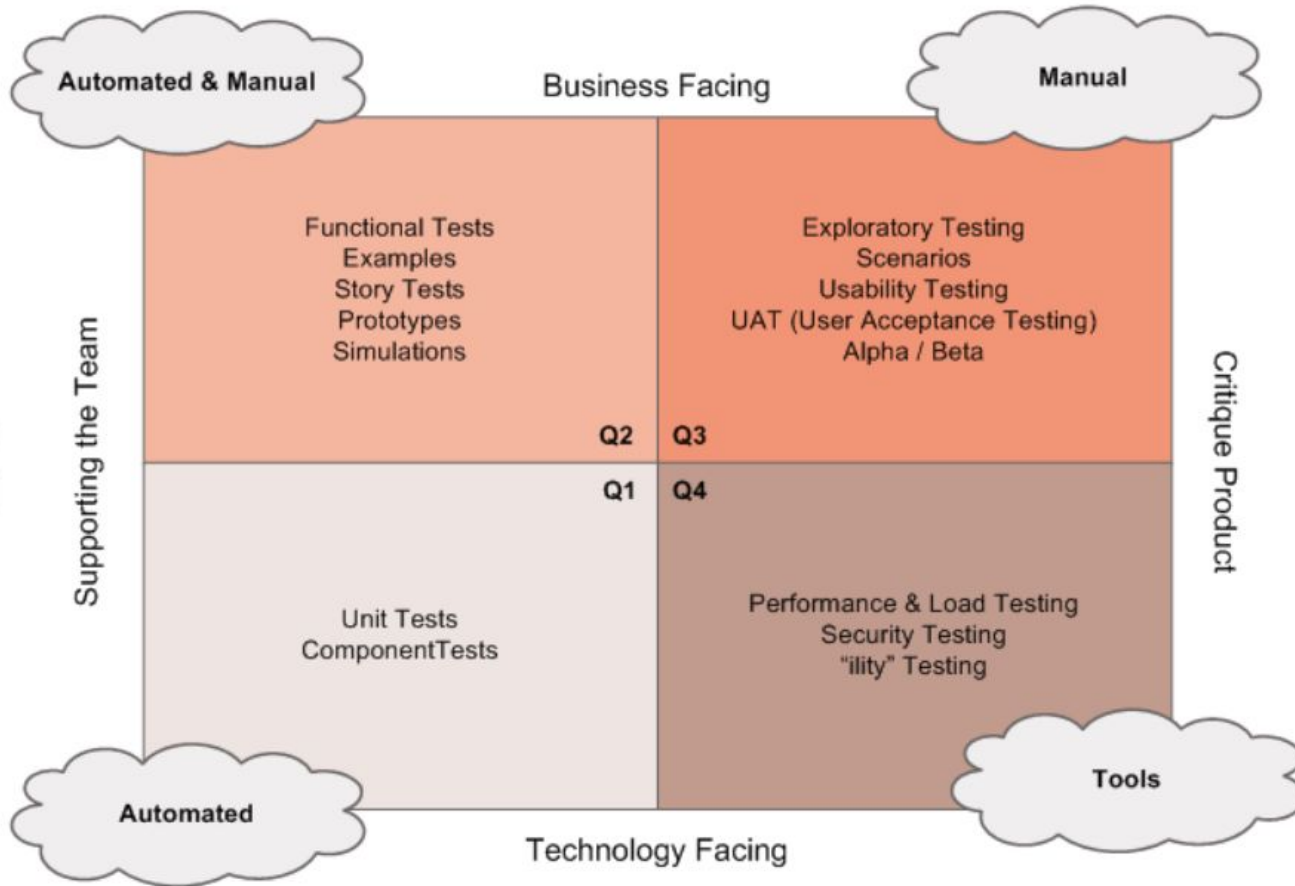 Automated & Manual
Business Facing
Manual
Functional Tests
Examples
Story Tests
Prototypes
Simulations
Exploratory Testing
Scenarios
Usability Testing
UAT (User Acceptance Testing)
Alpha / Beta
Supporting the Team
Critique Product
Q2
Q3
Q1
Q4
Unit Tests
ComponentTests
Performance & Load Testing
Security Testing
“ility” Testing
Automated
Technology Facing
Tools